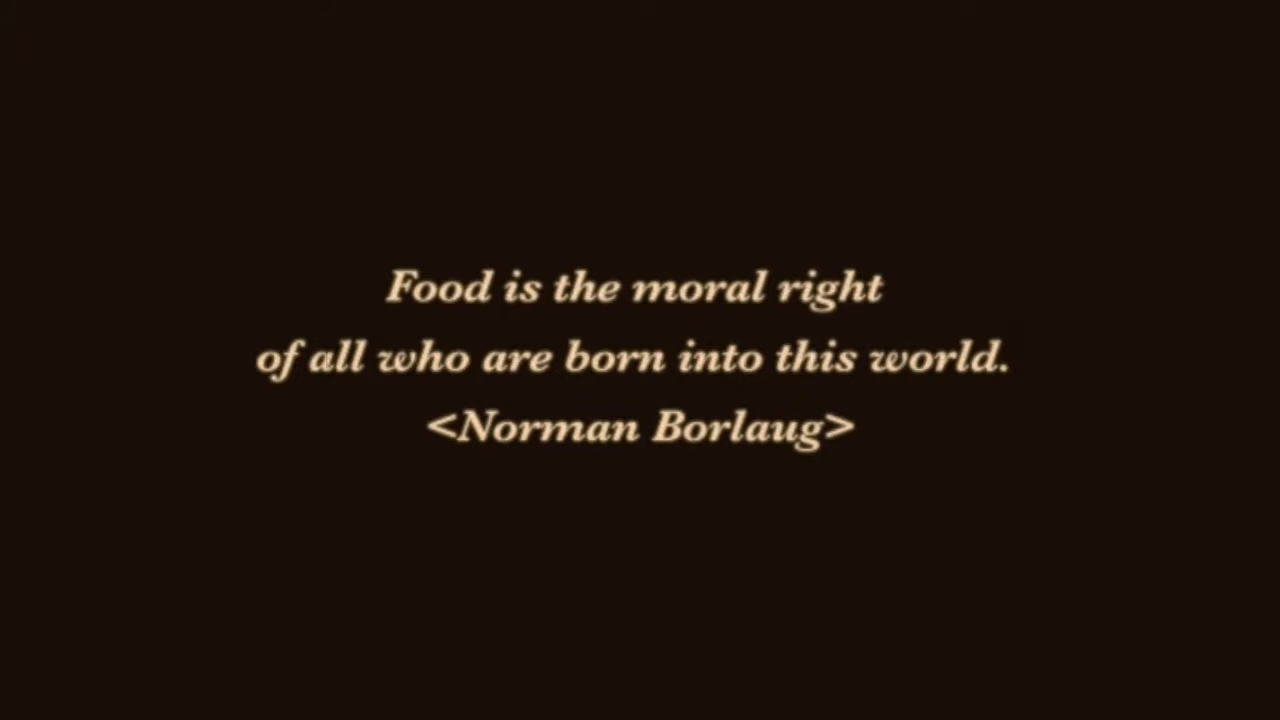 Food is the moral right
of all who are born into this world.
<Norman Borlaug>